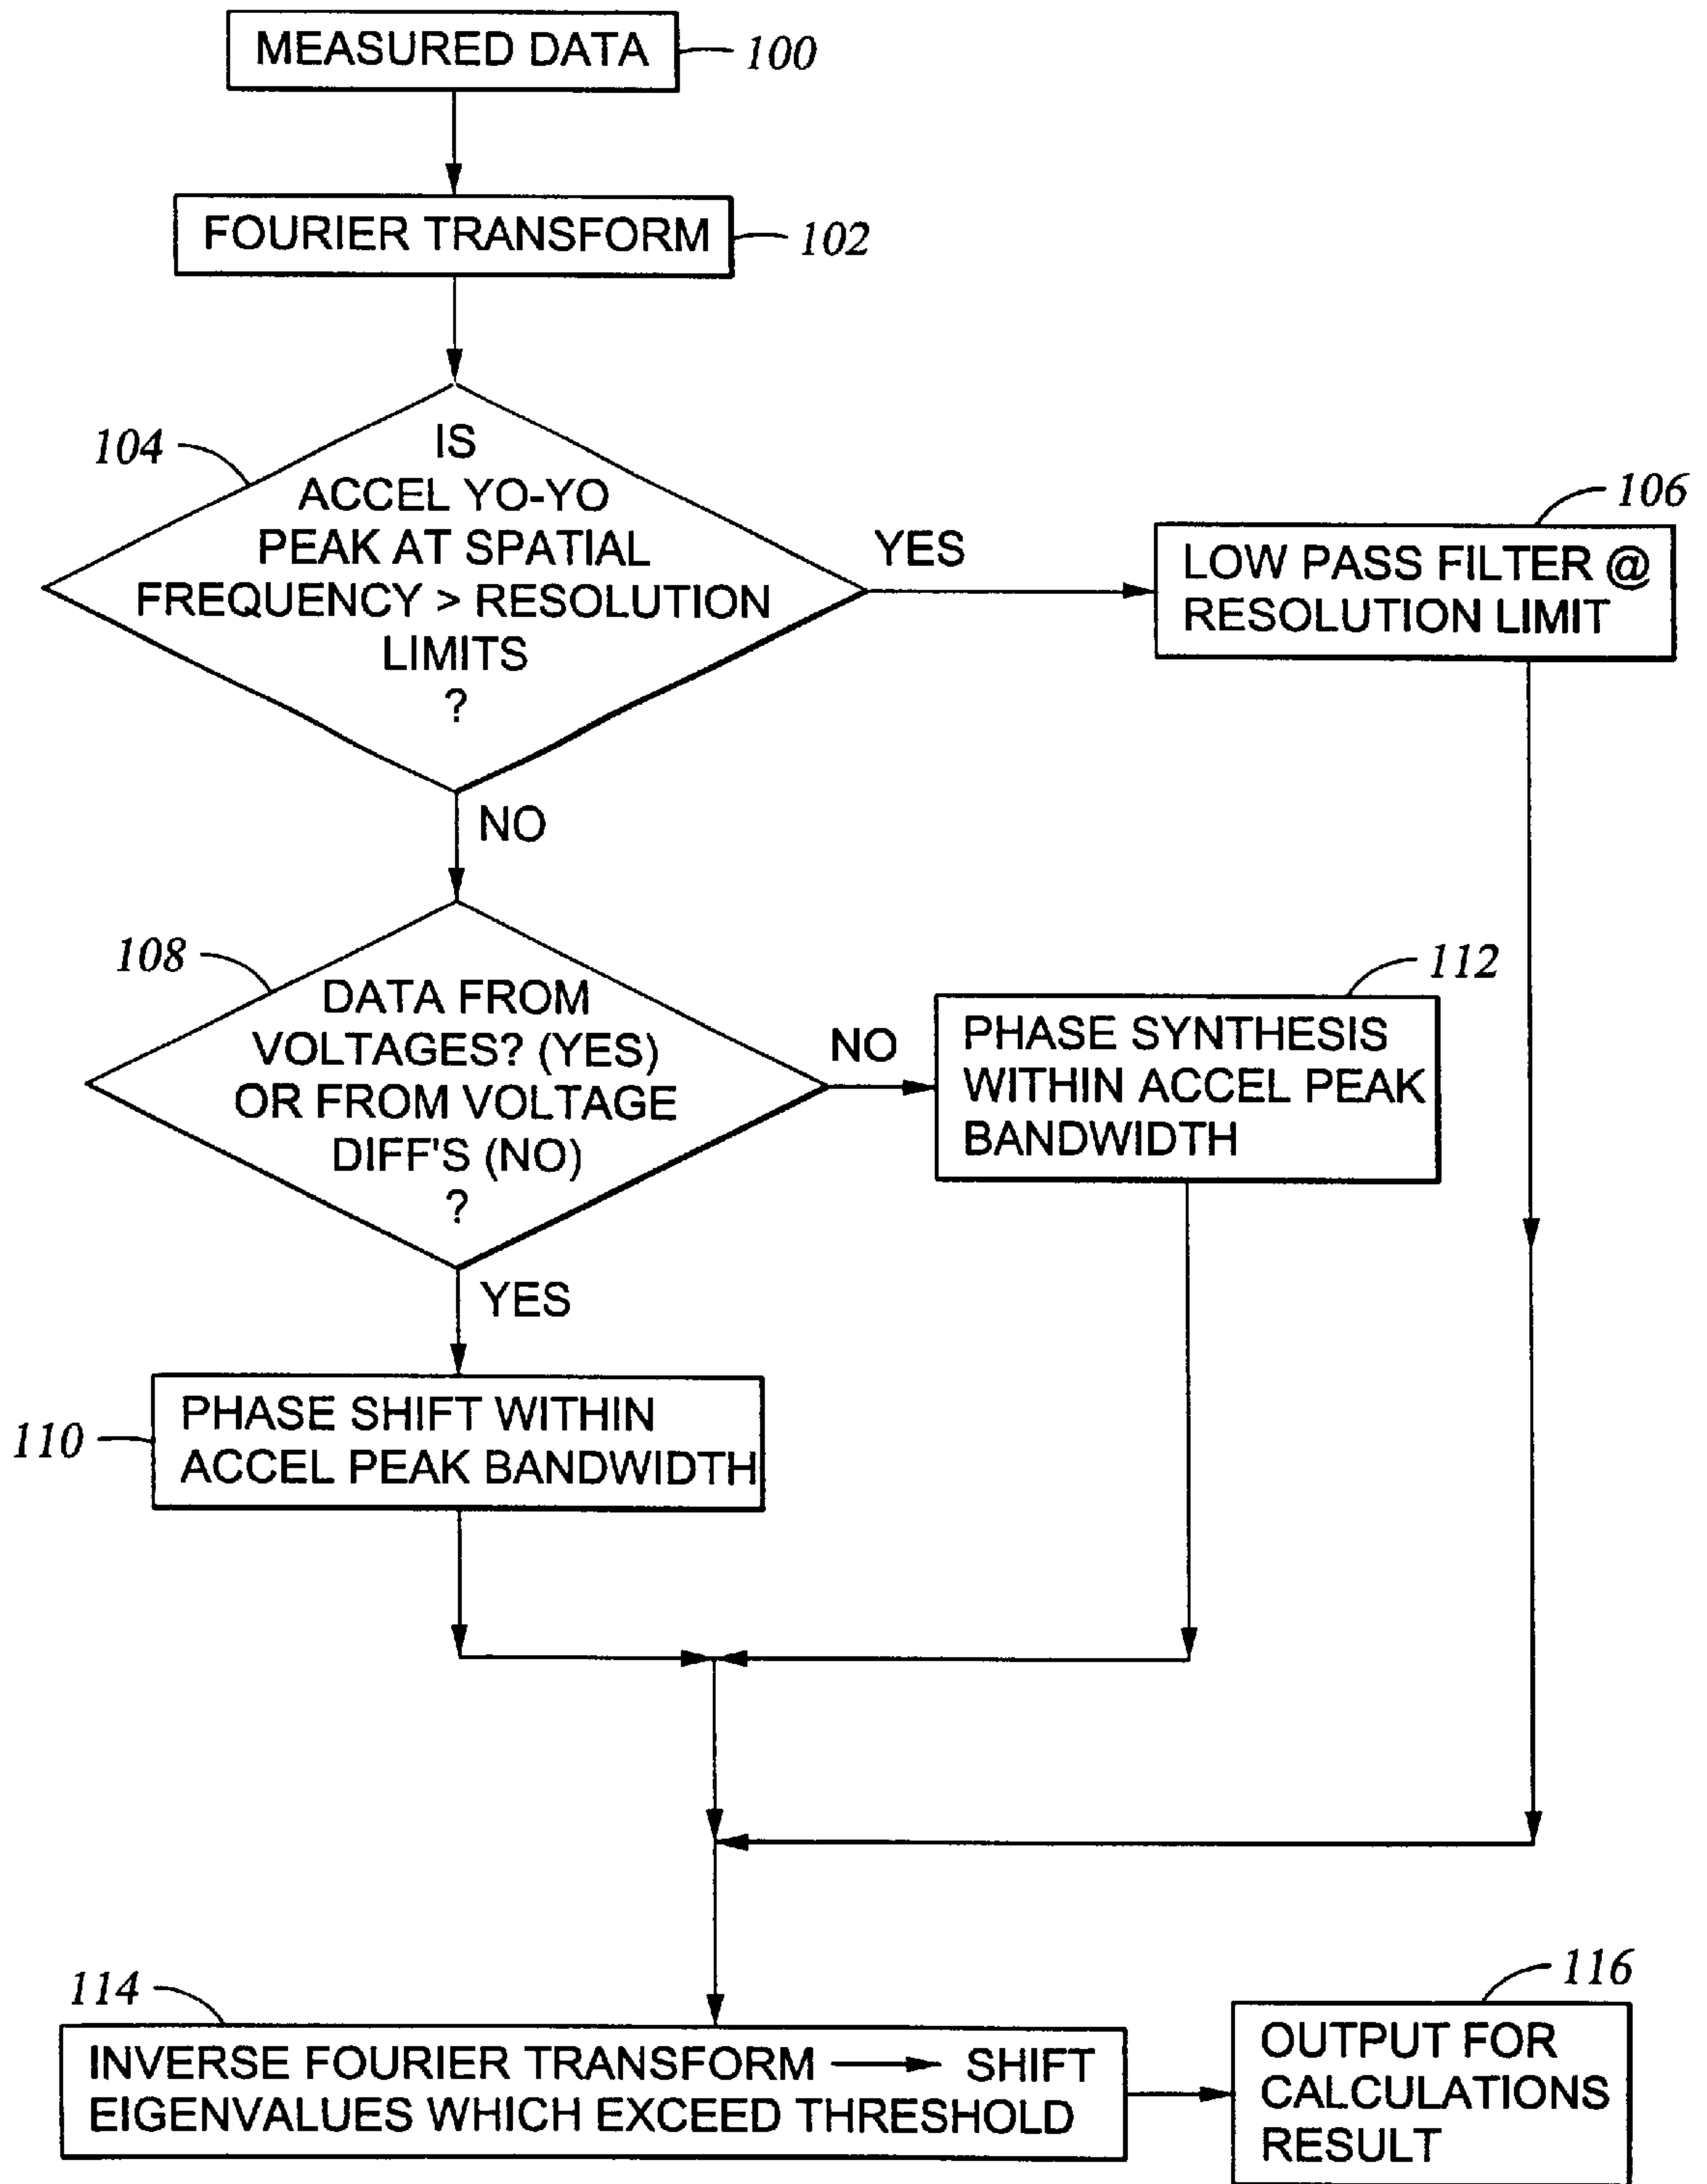 MEASURED DATA
100
FOURIER TRANSFORM
102
104
IS
ACCEL YO-YO
PEAK AT SPATIAL
FREQUENCY > RESOLUTION
LIMITS
?
YES
106
LOW PASS FILTER @
RESOLUTION LIMIT
NO
108
DATA FROM
VOLTAGES? (YES)
OR FROM VOLTAGE
DIFF'S (NO)
?
NO
112
PHASE SYNTHESIS
WITHIN ACCEL PEAK
BANDWIDTH
YES
110
PHASE SHIFT WITHIN
ACCEL PEAK BANDWIDTH
114
INVERSE FOURIER TRANSFORM → SHIFT
EIGENVALUES WHICH EXCEED THRESHOLD
116
OUTPUT FOR
CALCULATIONS
RESULT